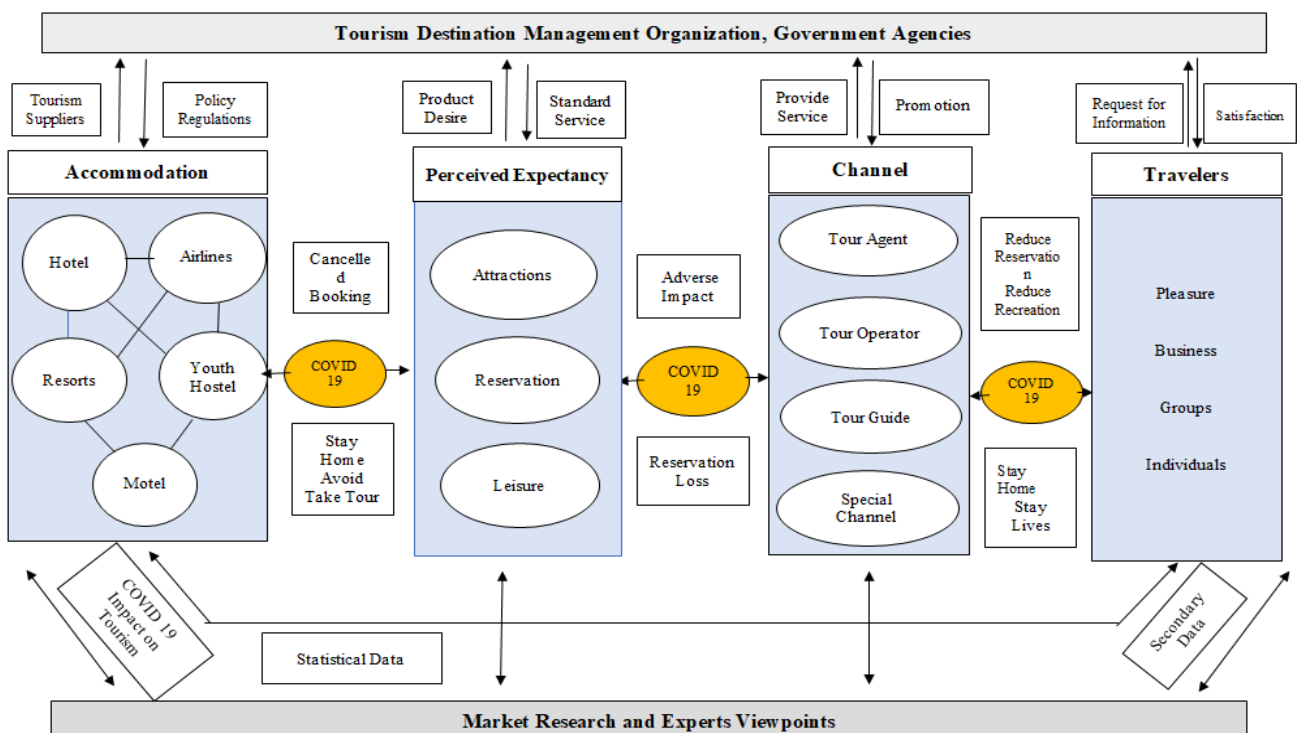 Tourism Destination Management Organization, Government Agencies
Tourism
Suppliers
Policy
Regulations
Product
Desire
Standard
Service
Provide
Service
Promotion
Request for
Information
Satisfaction
Accommodation
Perceived Expectancy
Channel
Travelers
Hotel
Airlines
Resorts
Youth
Hostel
Motel
Cancelle
d
Booking
COVID
19
Stay
Home
Avoid
Take Tour
Attractions
Reservation
Leisure
Adverse
Impact
COVID
19
Reservation
Loss
Tour Agent
Tour Operator
Tour Guide
Special
Channel
Reduce
Reservatio
n
Reduce
Recreation
COVID
19
Stay
Home
Stay
Lives
Pleasure
Business
Groups
Individuals
COVID 19
Impact on
Tourism
Statistical Data
Secondary
Data
Market Research and Experts Viewpoints